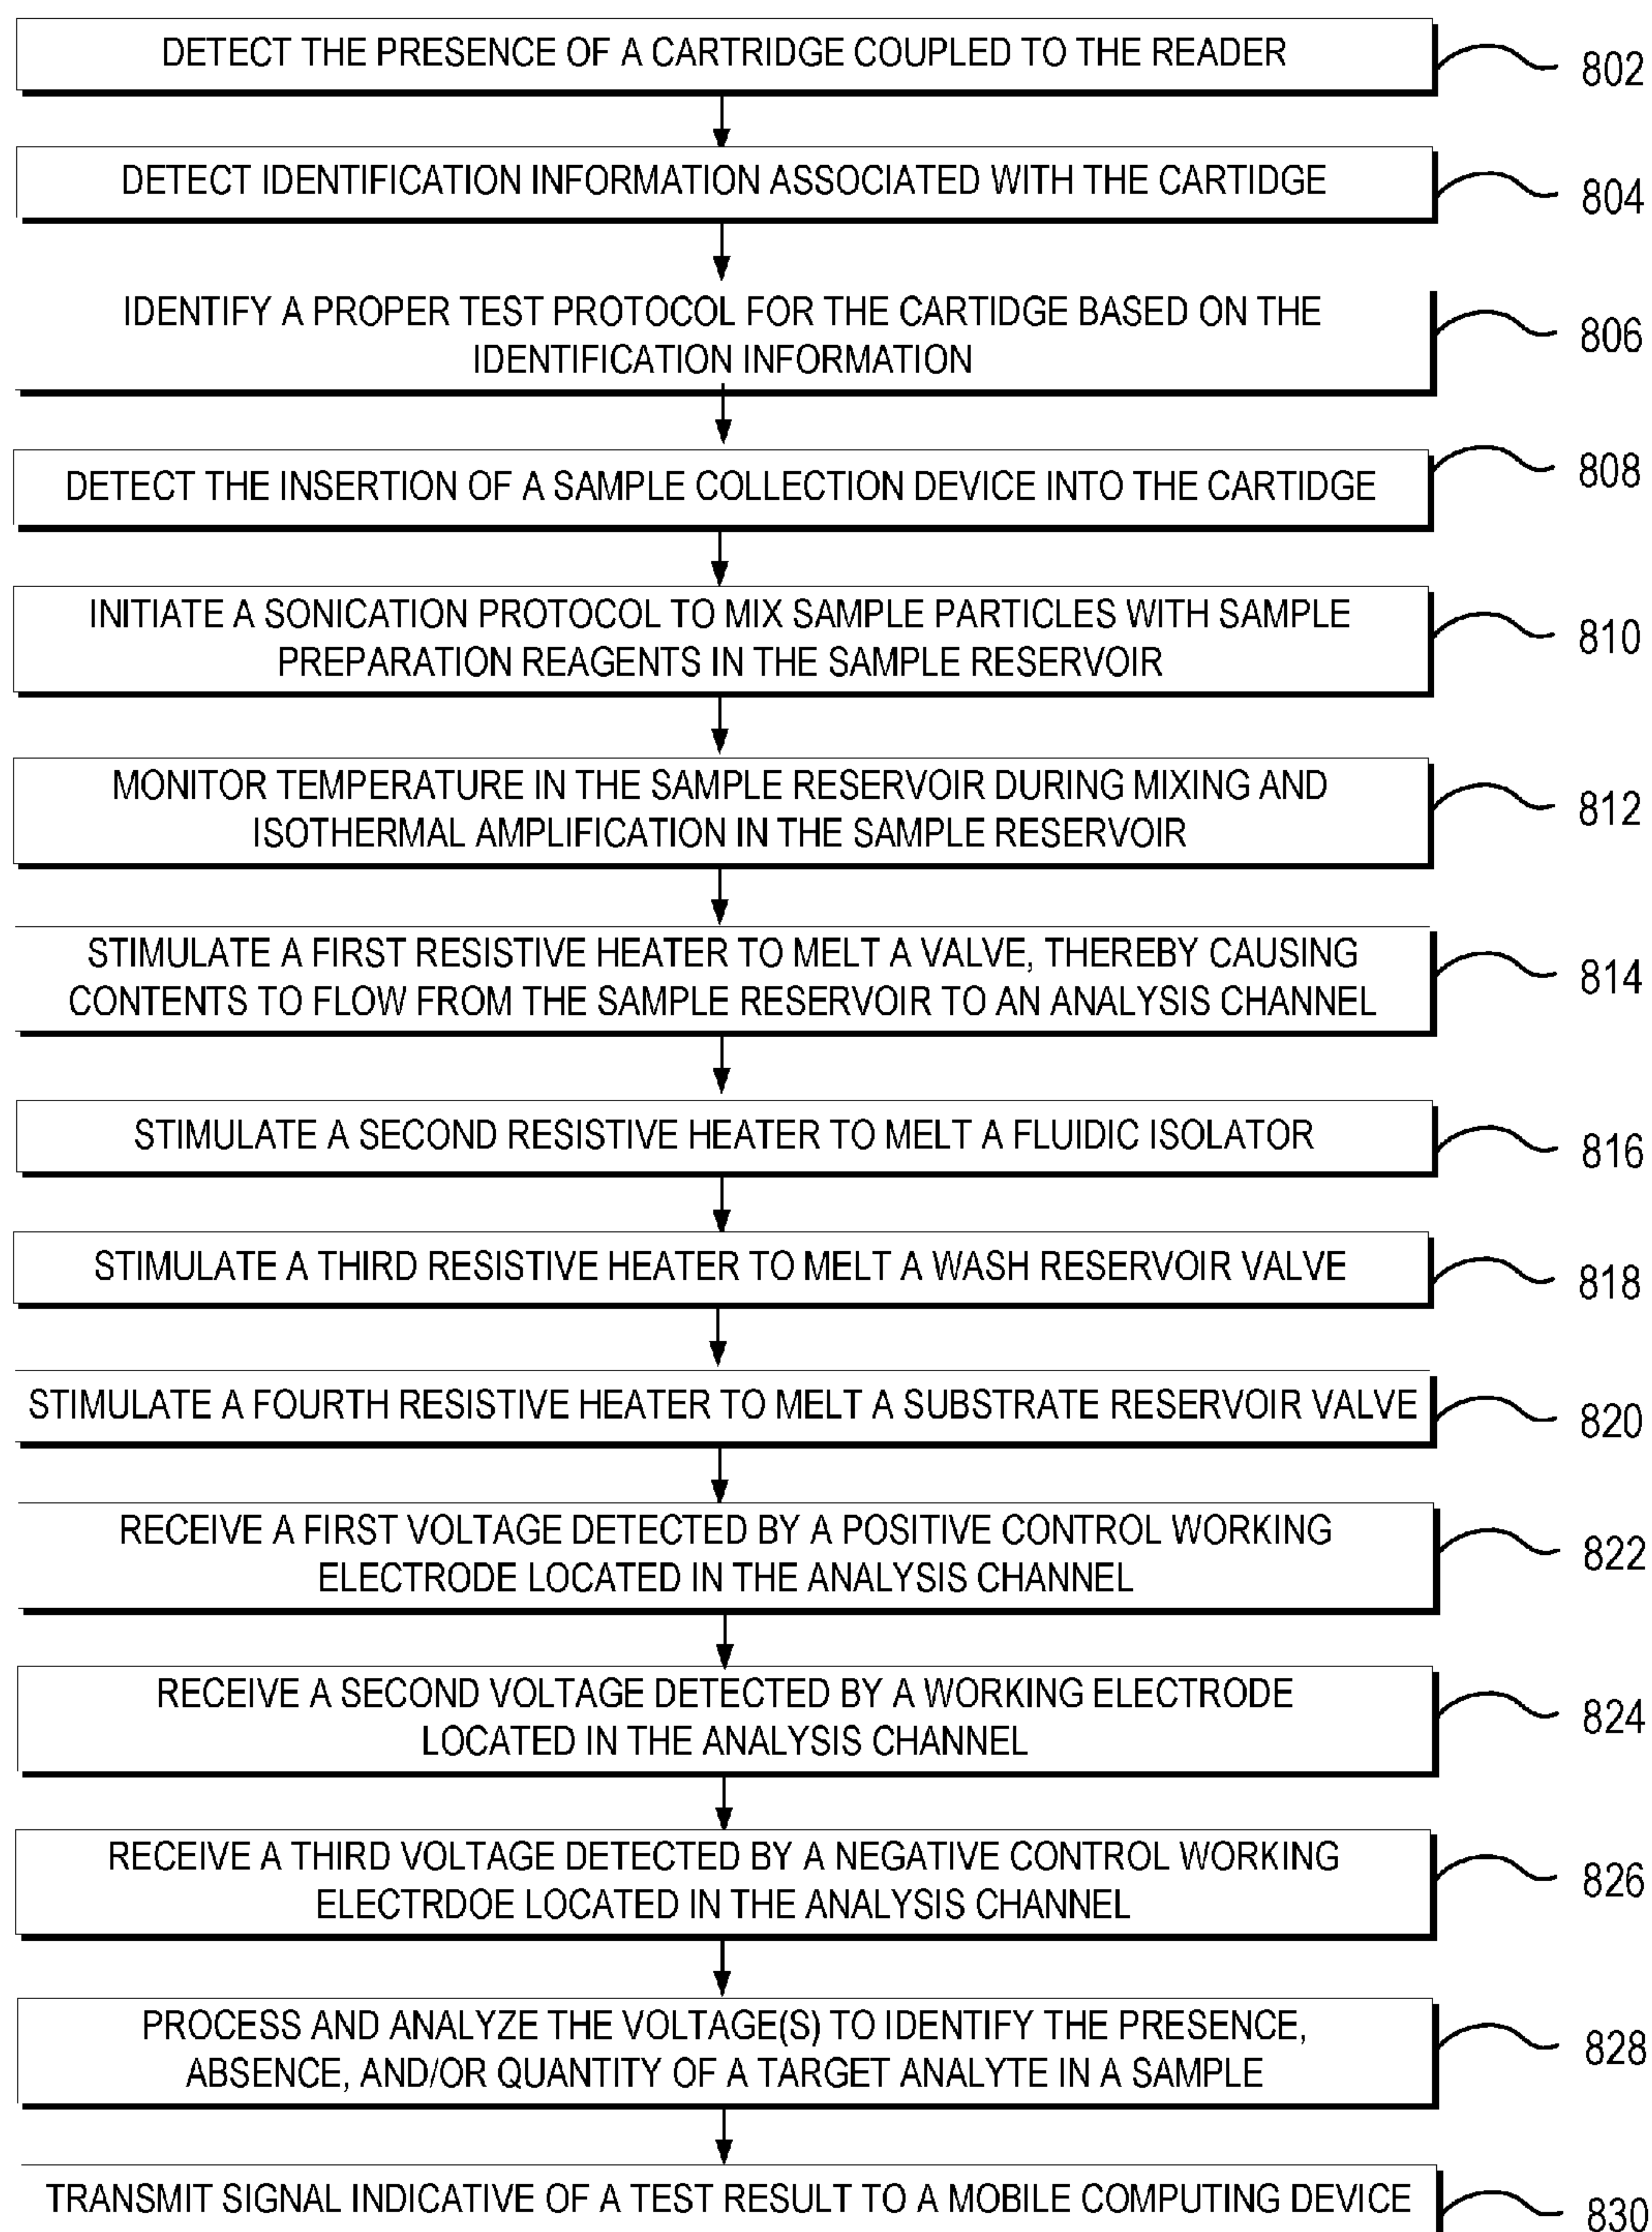 DETECT THE PRESENCE OF A CARTRIDGE COUPLED TO THE READER
802
DETECT IDENTIFICATION INFORMATION ASSOCIATED WITH THE CARTIDGE
804
IDENTIFY A PROPER TEST PROTOCOL FOR THE CARTIDGE BASED ON THE
IDENTIFICATION INFORMATION
806
DETECT THE INSERTION OF A SAMPLE COLLECTION DEVICE INTO THE CARTIDGE
808
INITIATE A SONICATION PROTOCOL TO MIX SAMPLE PARTICLES WITH SAMPLE
PREPARATION REAGENTS IN THE SAMPLE RESERVOIR
810
MONITOR TEMPERATURE IN THE SAMPLE RESERVOIR DURING MIXING AND
ISOTHERMAL AMPLIFICATION IN THE SAMPLE RESERVOIR
812
STIMULATE A FIRST RESISTIVE HEATER TO MELT A VALVE, THEREBY CAUSING
CONTENTS TO FLOW FROM THE SAMPLE RESERVOIR TO AN ANALYSIS CHANNEL
814
STIMULATE A SECOND RESISTIVE HEATER TO MELT A FLUIDIC ISOLATOR
816
STIMULATE A THIRD RESISTIVE HEATER TO MELT A WASH RESERVOIR VALVE
818
STIMULATE A FOURTH RESISTIVE HEATER TO MELT A SUBSTRATE RESERVOIR VALVE
820
RECEIVE A FIRST VOLTAGE DETECTED BY A POSITIVE CONTROL WORKING
ELECTRODE LOCATED IN THE ANALYSIS CHANNEL
822
RECEIVE A SECOND VOLTAGE DETECTED BY A WORKING ELECTRODE
LOCATED IN THE ANALYSIS CHANNEL
824
RECEIVE A THIRD VOLTAGE DETECTED BY A NEGATIVE CONTROL WORKING
ELECTRDOE LOCATED IN THE ANALYSIS CHANNEL
826
PROCESS AND ANALYZE THE VOLTAGE(S) TO IDENTIFY THE PRESENCE,
ABSENCE, AND/OR QUANTITY OF A TARGET ANALYTE IN A SAMPLE
828
TRANSMIT SIGNAL INDICATIVE OF A TEST RESULT TO A MOBILE COMPUTING DEVICE
830